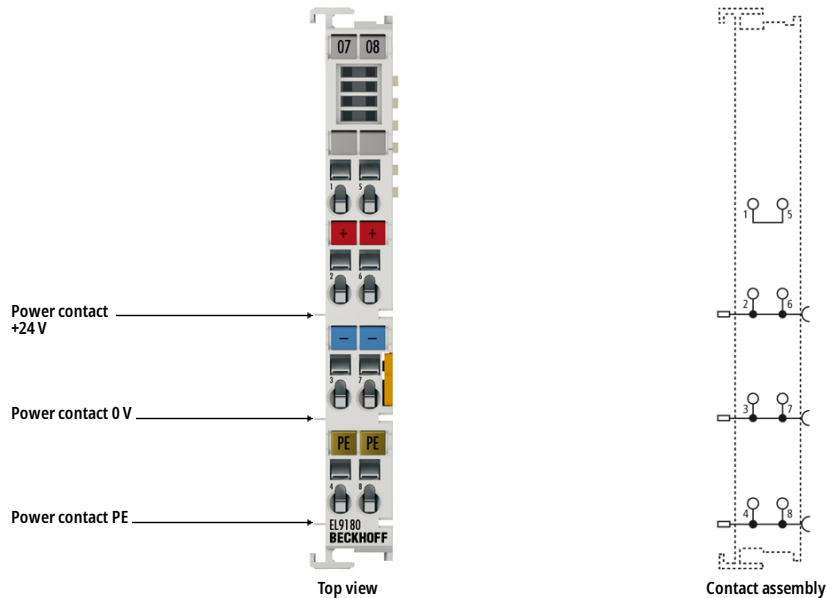 07 08
1 5
+ +
2 6
Power contact
+24 V
− −
3 7
Power contact 0 V
PE PE
4 8
Power contact PE
EL9180
BECKHOFF
Top view
1 5
2 6
3 7
4 8
Contact assembly